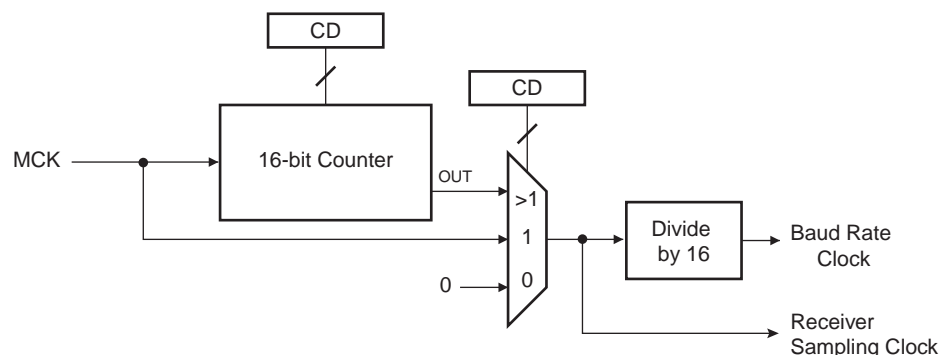 CD
CD
MCK
16-bit Counter
OUT
>1
1
0
0
Divide
by 16
Baud Rate
Clock
Receiver
Sampling Clock